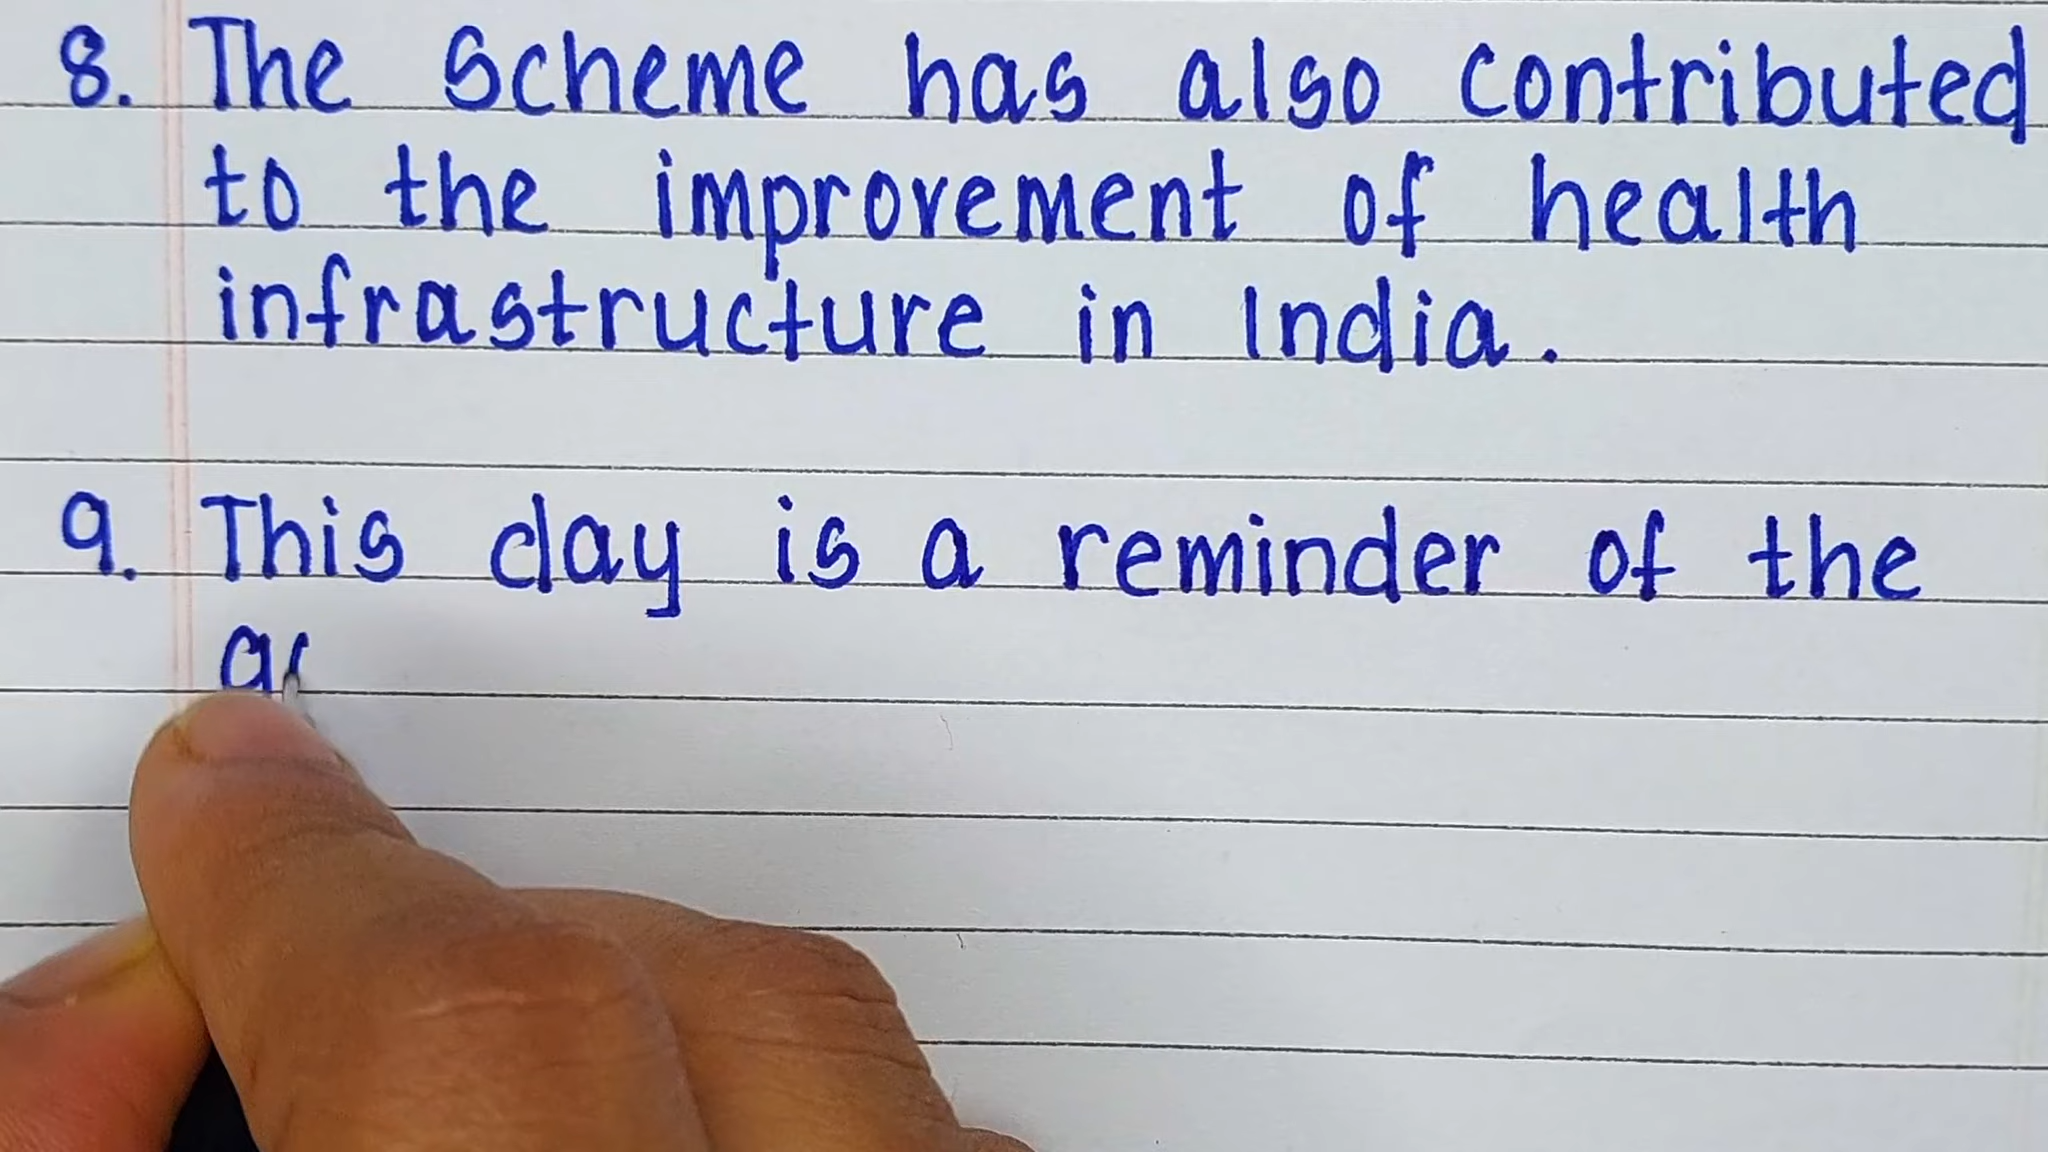 8. The scheme has also contributed
to the improvement of health
infrastructure in India.
9. This day is a reminder of the